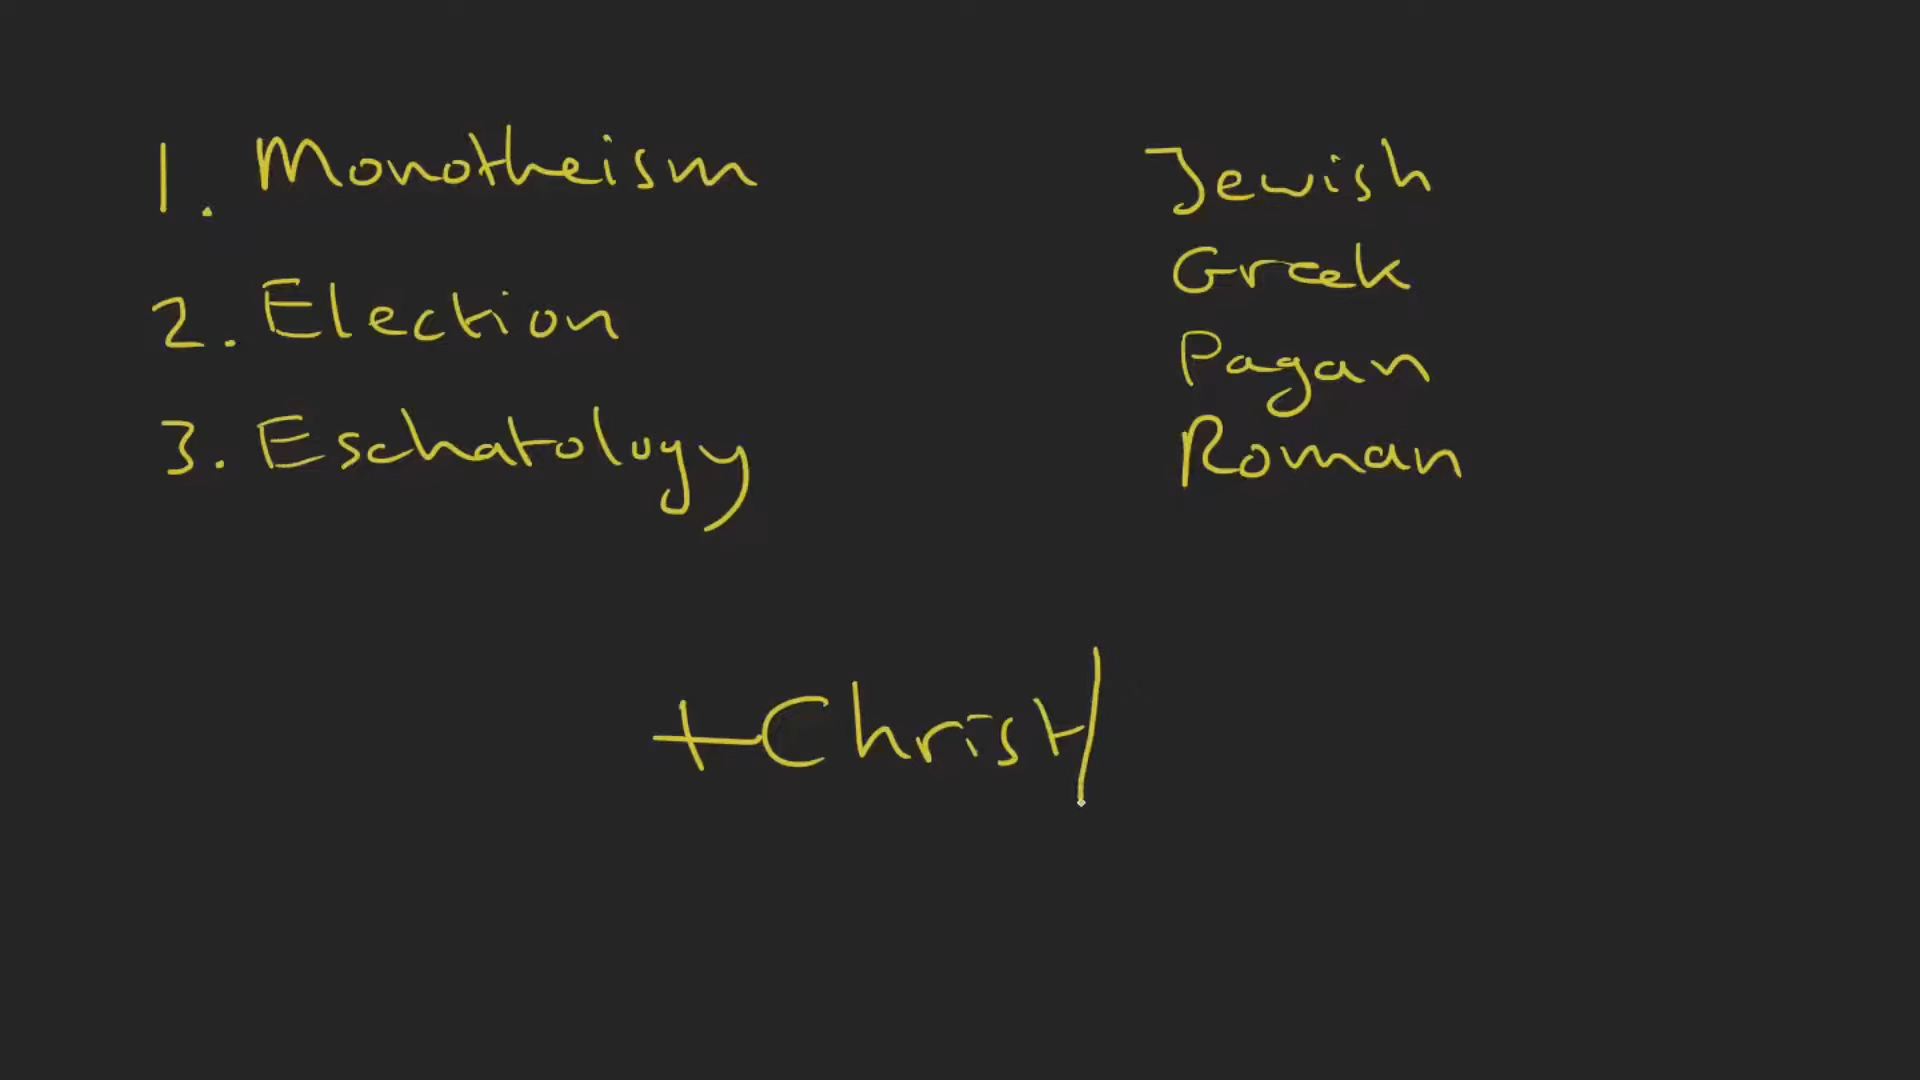 1. Monotheism
2. Election
3. Eschatology
Jewish
Greek
Pagan
Roman
+Christ/